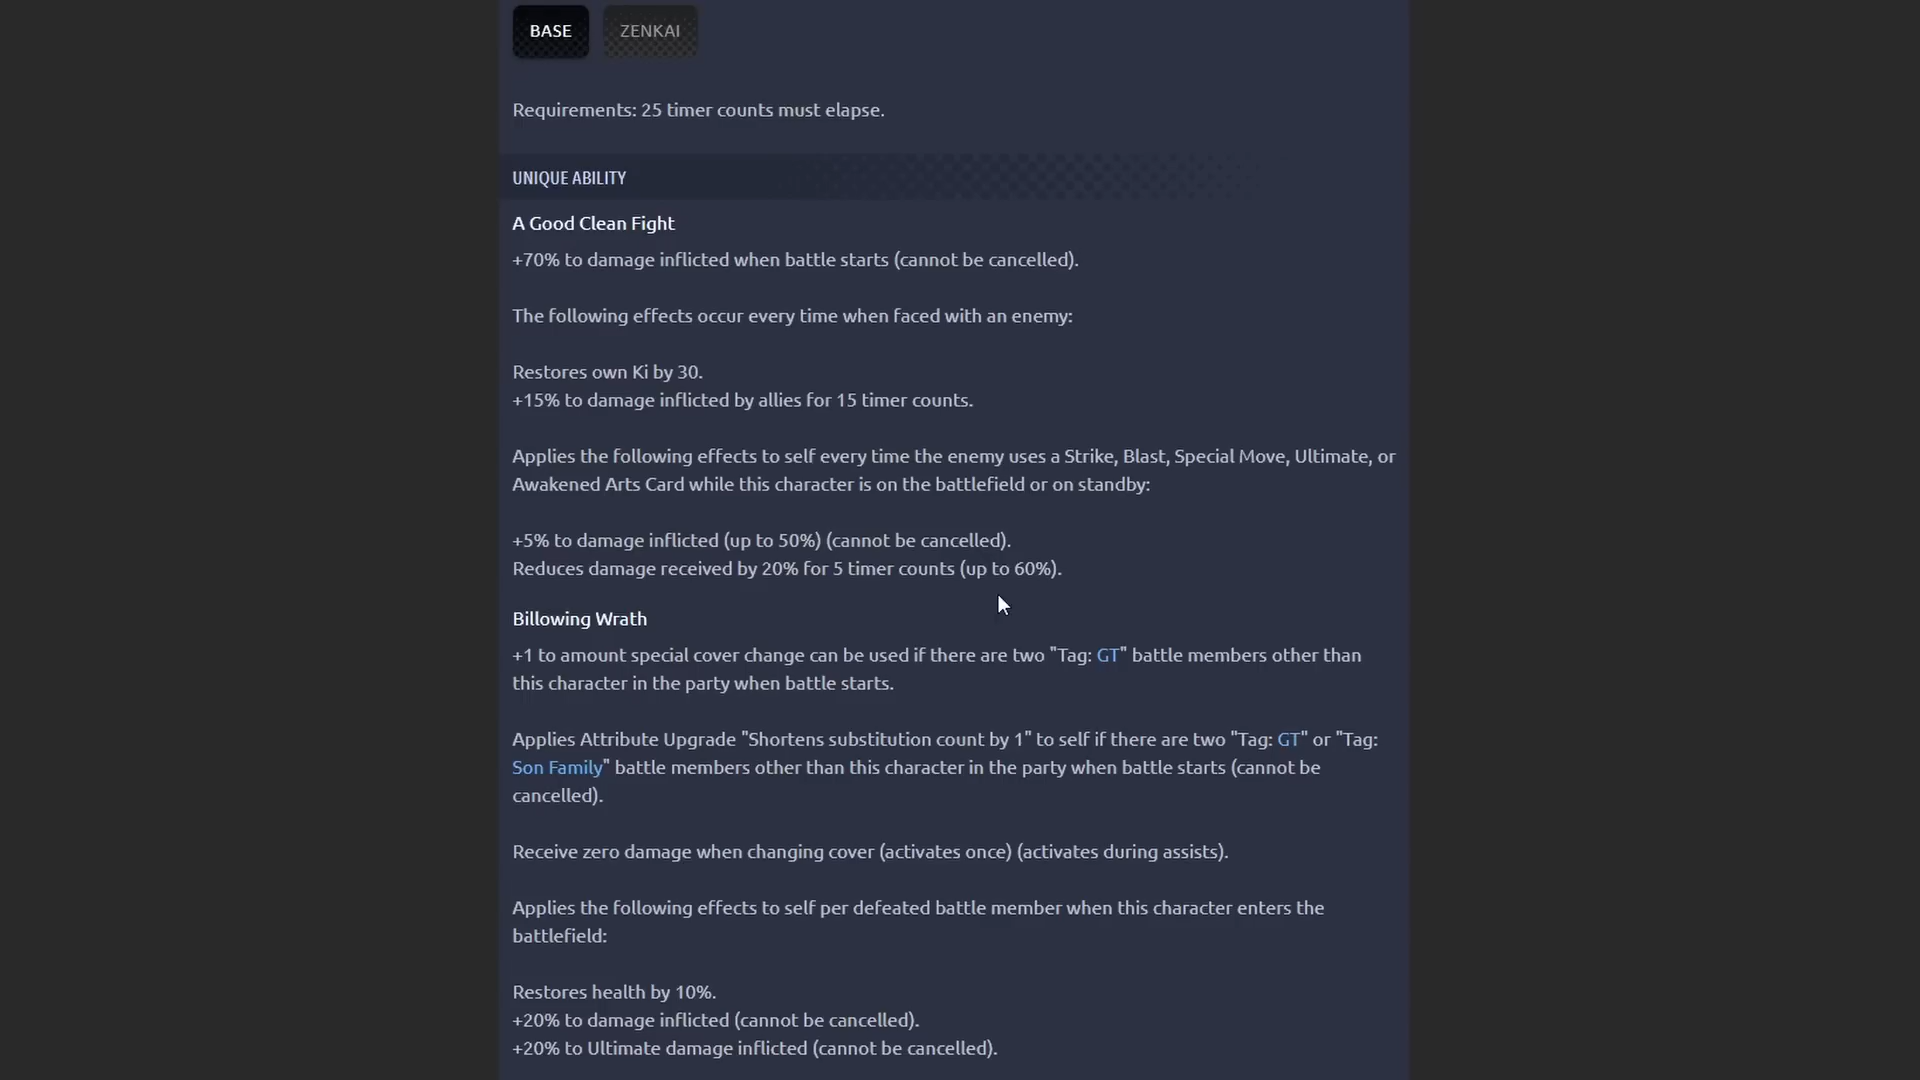 BASE
ZENKAI
Requirements: 25 timer counts must elapse.
UNIQUE ABILITY
A Good Clean Fight
+70% to damage inflicted when battle starts (cannot be cancelled).
The following effects occur every time when faced with an enemy:
Restores own Ki by 30.
+15% to damage inflicted by allies for 15 timer counts.
Applies the following effects to self every time the enemy uses a Strike, Blast, Special Move, Ultimate, or
Awakened Arts Card while this character is on the battlefield or on standby:
+5% to damage inflicted (up to 50%) (cannot be cancelled).
Reduces damage received by 20% for 5 timer counts (up to 60%).
Billowing Wrath
+1 to amount special cover change can be used if there are two "Tag: GT" battle members other than
this character in the party when battle starts.
Applies Attribute Upgrade "Shortens substitution count by 1" to self if there are two "Tag: GT" or "Tag:
Son Family" battle members other than this character in the party when battle starts (cannot be
cancelled).
Receive zero damage when changing cover (activates once) (activates during assists).
Applies the following effects to self per defeated battle member when this character enters the
battlefield:
Restores health by 10%.
+20% to damage inflicted (cannot be cancelled).
+20% to Ultimate damage inflicted (cannot be cancelled).